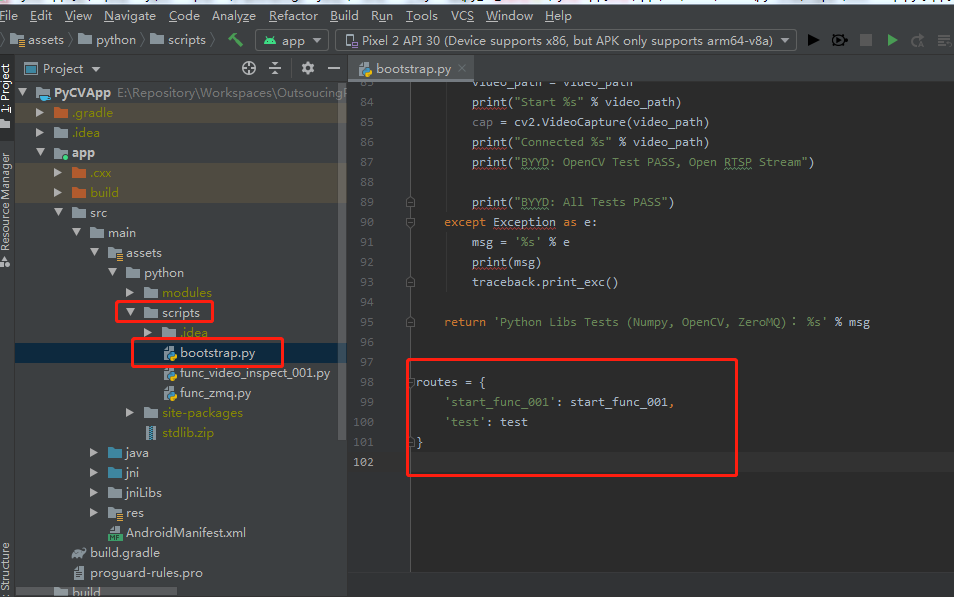 File Edit View Navigate Code Analyze Refactor Build Run Tools VCS Window Help
assets python scripts app Pixel 2 API 30 (Device supports x86, but APK only supports arm64-v8a)
Project
bootstrap.py
1: Project
Resource Manager
Structure
PyCVApp E:\Repository\Workspaces\Outsoucing
.gradle
.idea
app
.cxx
build
src
main
assets
python
modules
scripts
.idea
bootstrap.py
func_video_inspect_001.py
func_zmq.py
site-packages
stdlib.zip
java
jni
jniLibs
res
AndroidManifest.xml
build.gradle
proguard-rules.pro
build
83 video_path = video_path
84 print("Start %s" % video_path)
85 cap = cv2.VideoCapture(video_path)
86 print("Connected %s" % video_path)
87 print("BYYD: OpenCV Test PASS, Open RTSP Stream")
88
89 print("BYYD: All Tests PASS")
90 except Exception as e:
91 msg = '%s' % e
92 print(msg)
93 traceback.print_exc()
94
95 return 'Python Libs Tests (Numpy, OpenCV, ZeroMQ)： %s' % msg
96
97
98 routes = {
99 'start_func_001': start_func_001,
100 'test': test
101 }
102